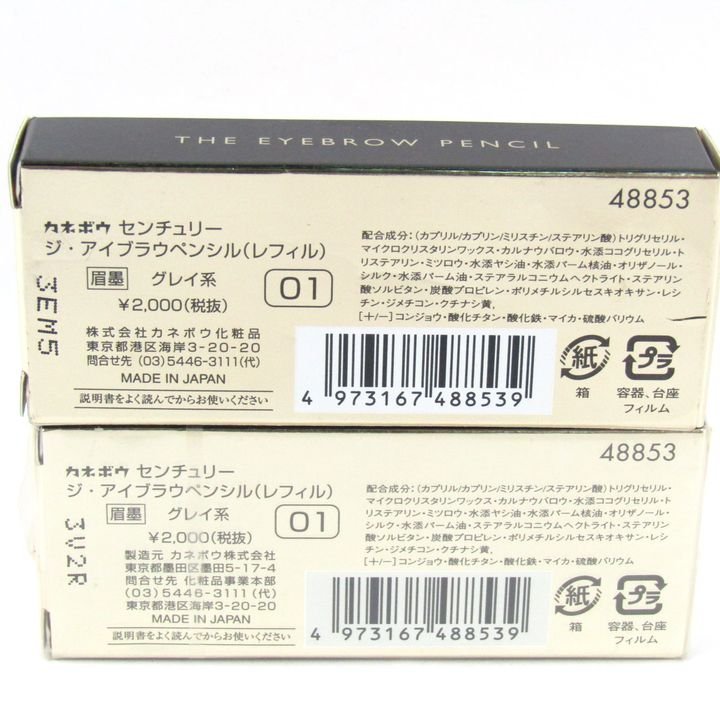 THE EYEBROW PENCIL
48853
カネボウ センチュリー
ジ・アイブラウペンシル(レフィル)
眉墨 グレイ系 01
¥2,000(税抜)
3EM5
株式会社カネボウ化粧品
東京都港区海岸3-20-20
問合せ先 (03)5446-3111(代)
MADE IN JAPAN
説明書をよく読んでからお使いください
配合成分:(カプリル/カプリン/ミリスチン/ステアリン酸)トリグリセリル・
マイクロクリスタリンワックス・カルナウバロウ・水添ココグリセリル・ト
リステアリン・ミツロウ・水添ヤシ油・水添パーム核油・オリザノール・
シルク・水添パーム油・ステアラルコニウムヘクトライト・ステアリン
酸ソルビタン・炭酸プロピレン・ポリメチルシルセスキオキサン・レシ
チン・ジメチコン・クチナシ黄,
[+/-]コンジョウ・酸化チタン・酸化鉄・マイカ・硫酸バリウム
4 973167 488539
紙
箱
プラ
容器、台座
フィルム
48853
カネボウ センチュリー
ジ・アイブラウペンシル(レフィル)
眉墨 グレイ系 01
¥2,000(税抜)
3V2R
製造元 カネボウ株式会社
東京都墨田区墨田5-17-4
問合せ先 化粧品事業本部
(03)5446-3111(代)
東京都港区海岸3-20-20
MADE IN JAPAN
説明書をよく読んでからお使いください
配合成分:(カプリル/カプリン/ミリスチン/ステアリン酸)トリグリセリル・
マイクロクリスタリンワックス・カルナウバロウ・水添ココグリセリル・ト
リステアリン・ミツロウ・水添ヤシ油・水添パーム核油・オリザノール・
シルク・水添パーム油・ステアラルコニウムヘクトライト・ステアリン
酸ソルビタン・炭酸プロピレン・ポリメチルシルセスキオキサン・レシ
チン・ジメチコン・クチナシ黄,
[+/-]コンジョウ・酸化チタン・酸化鉄・マイカ・硫酸バリウム
4 973167 488539
紙
箱
プラ
容器、台座
フィルム